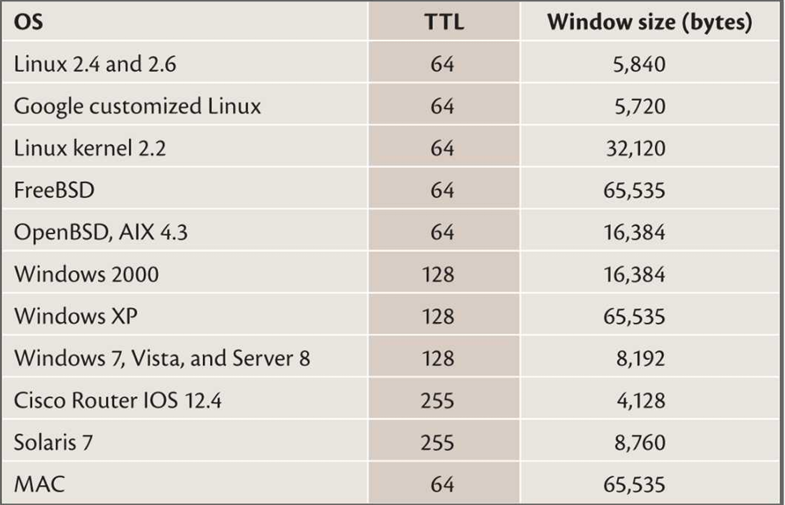 OS TTL Window size (bytes)
Linux 2.4 and 2.6 64 5,840
Google customized Linux 64 5,720
Linux kernel 2.2 64 32,120
FreeBSD 64 65,535
OpenBSD, AIX 4.3 64 16,384
Windows 2000 128 16,384
Windows XP 128 65,535
Windows 7, Vista, and Server 8 128 8,192
Cisco Router IOS 12.4 255 4,128
Solaris 7 255 8,760
MAC 64 65,535